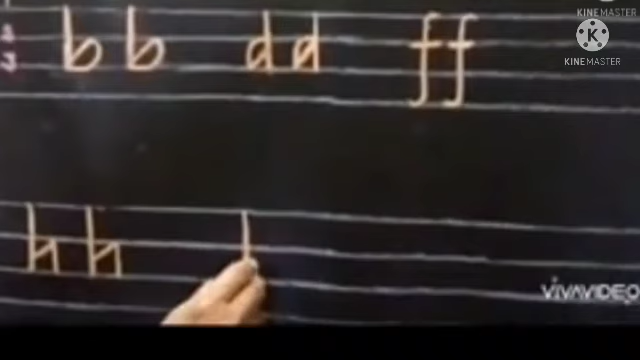 KINEMASTER
K
KINEMASTER
b b d d f f
h h
VIVAVIDEO